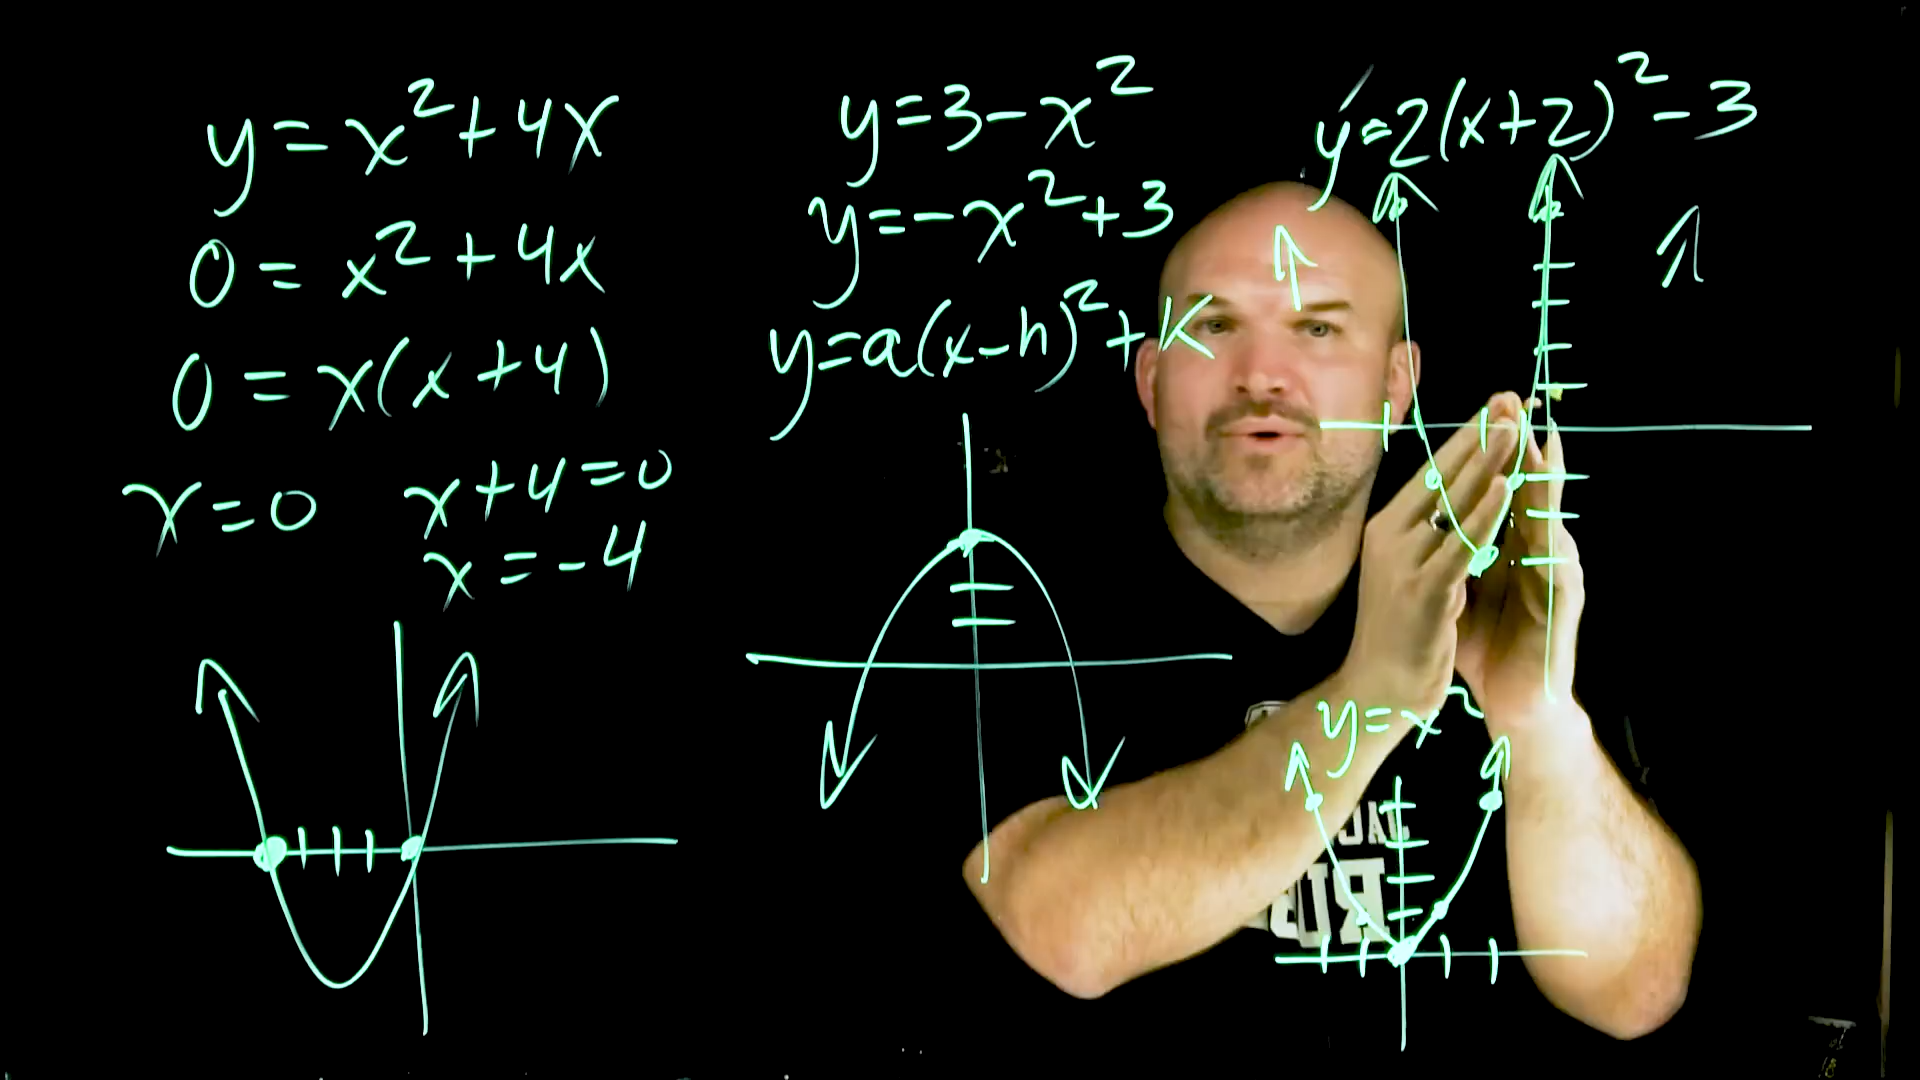 y=x²+4x
0=x²+4x
0=x(x+4)
x=0 x+4=0
x=-4
y=3-x²
y=-x²+3
y=a(x-h)²+k
y=2(x+2)²-3
y=x²